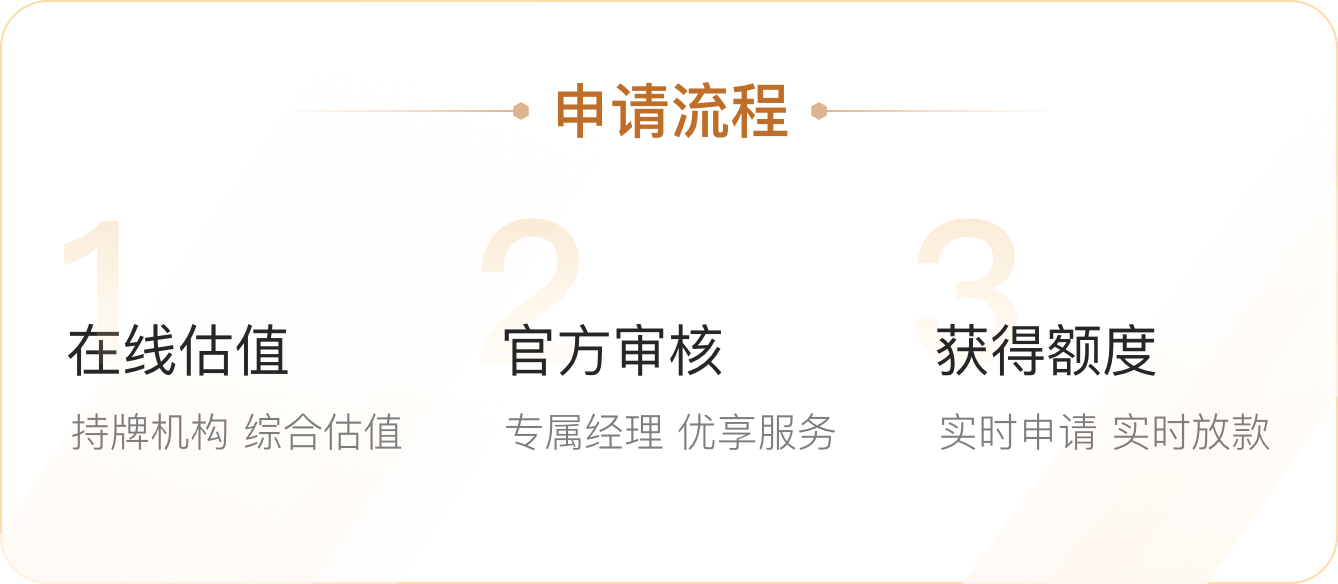 申请流程
1
在线估值
持牌机构 综合估值
2
官方审核
专属经理 优享服务
3
获得额度
实时申请 实时放款